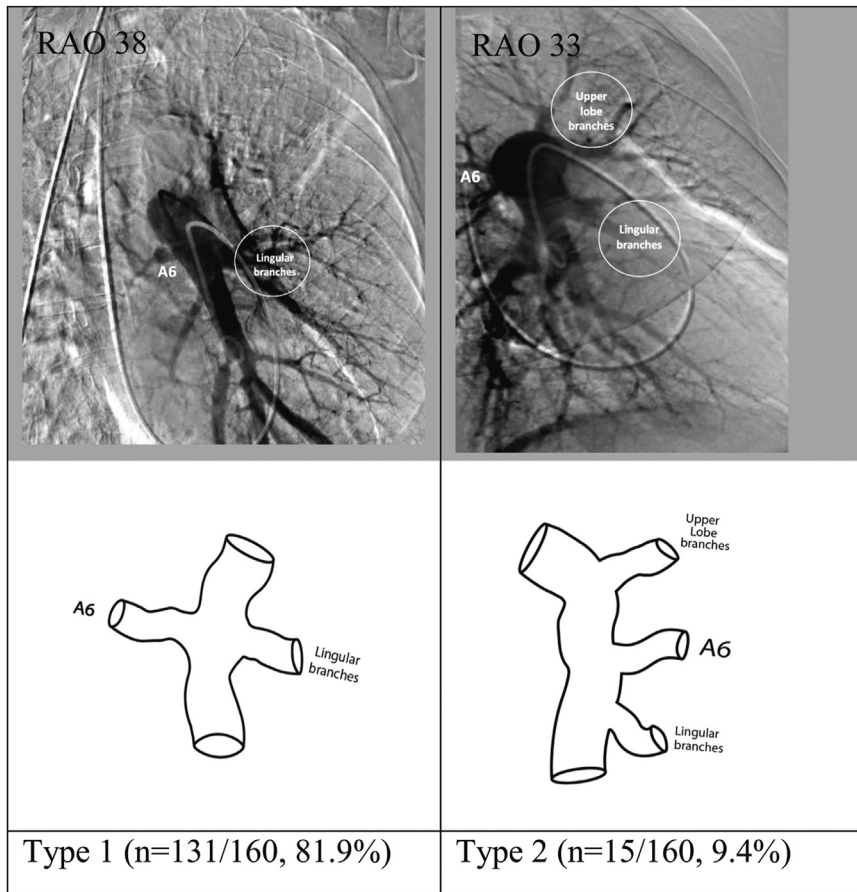 RAO 38
A6
Lingular
branches
RAO 33
Upper
lobe
branches
A6
Lingular
branches
A6
Lingular
branches
Upper
Lobe
branches
A6
Lingular
branches
Type 1 (n=131/160, 81.9%)
Type 2 (n=15/160, 9.4%)